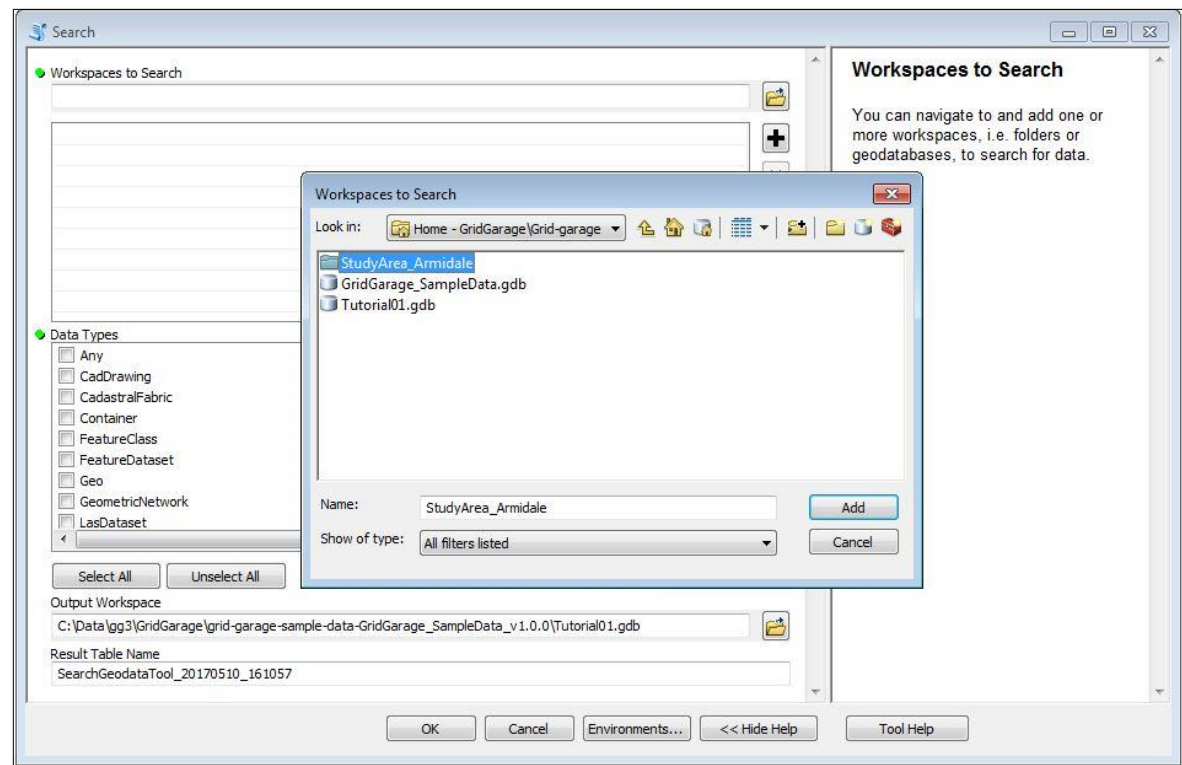 Search
Workspaces to Search
Data Types
Any
CadDrawing
CadastralFabric
Container
FeatureClass
FeatureDataset
Geo
GeometricNetwork
LasDataset
Select All
Unselect All
Output Workspace
C:\Data\gg3\GridGarage\grid-garage-sample-data-GridGarage_SampleData_v1.0.0\Tutorial01.gdb
Result Table Name
SearchGeodataTool_20170510_161057
Workspaces to Search
Look in:
Home - GridGarage\Grid-garage
StudyArea_Armidale
GridGarage_SampleData.gdb
Tutorial01.gdb
Name:
StudyArea_Armidale
Add
Show of type:
All filters listed
Cancel
Workspaces to Search
You can navigate to and add one or
more workspaces, i.e. folders or
geodatabases, to search for data.
OK
Cancel
Environments...
<< Hide Help
Tool Help